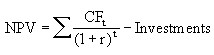 NPV = ∑ CFₜ / (1 + r)ᵗ − Investments